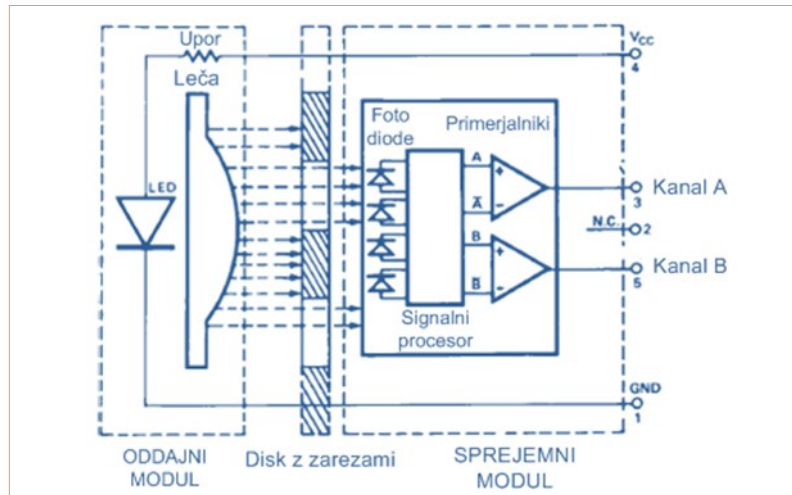 Upor
Leča
LED
Foto
diode
Primerjalniki
A
A̅
B
B̅
Signalni
procesor
VCC
4
3
Kanal A
N.C.
2
Kanal B
5
GND
1
ODDAJNI
MODUL
Disk z zarezami
SPREJEMNI
MODUL